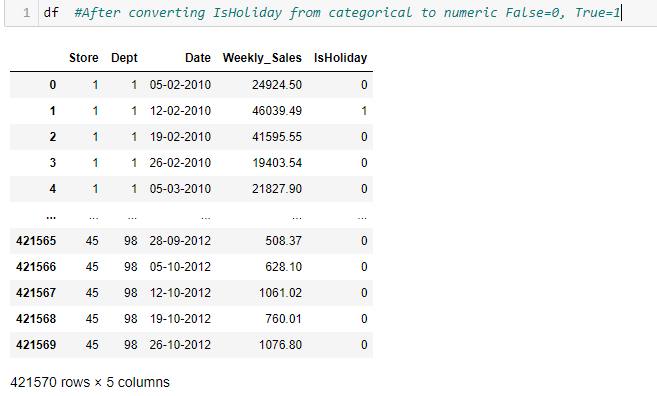 1 df #After converting IsHoliday from categorical to numeric False=0, True=1
Store Dept Date Weekly_Sales IsHoliday
0 1 1 05-02-2010 24924.50 0
1 1 1 12-02-2010 46039.49 1
2 1 1 19-02-2010 41595.55 0
3 1 1 26-02-2010 19403.54 0
4 1 1 05-03-2010 21827.90 0
... ... ... ... ... ...
421565 45 98 28-09-2012 508.37 0
421566 45 98 05-10-2012 628.10 0
421567 45 98 12-10-2012 1061.02 0
421568 45 98 19-10-2012 760.01 0
421569 45 98 26-10-2012 1076.80 0
421570 rows × 5 columns